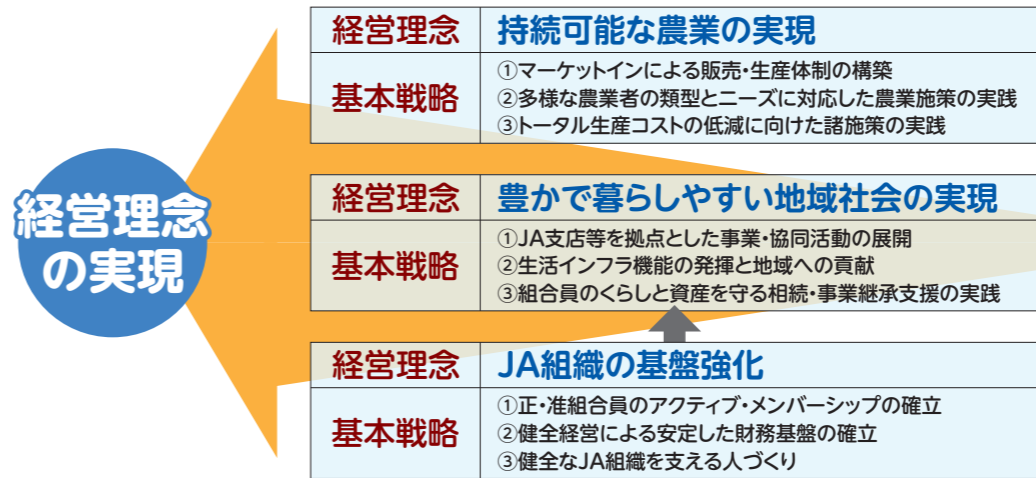 経営理念
の実現
経営理念 持続可能な農業の実現
基本戦略
①マーケットインによる販売・生産体制の構築
②多様な農業者の類型とニーズに対応した農業施策の実践
③トータル生産コストの低減に向けた諸施策の実践
経営理念 豊かで暮らしやすい地域社会の実現
基本戦略
①JA支店等を拠点とした事業・協同活動の展開
②生活インフラ機能の発揮と地域への貢献
③組合員のくらしと資産を守る相続・事業継承支援の実践
経営理念 JA組織の基盤強化
基本戦略
①正・准組合員のアクティブ・メンバーシップの確立
②健全経営による安定した財務基盤の確立
③健全なJA組織を支える人づくり